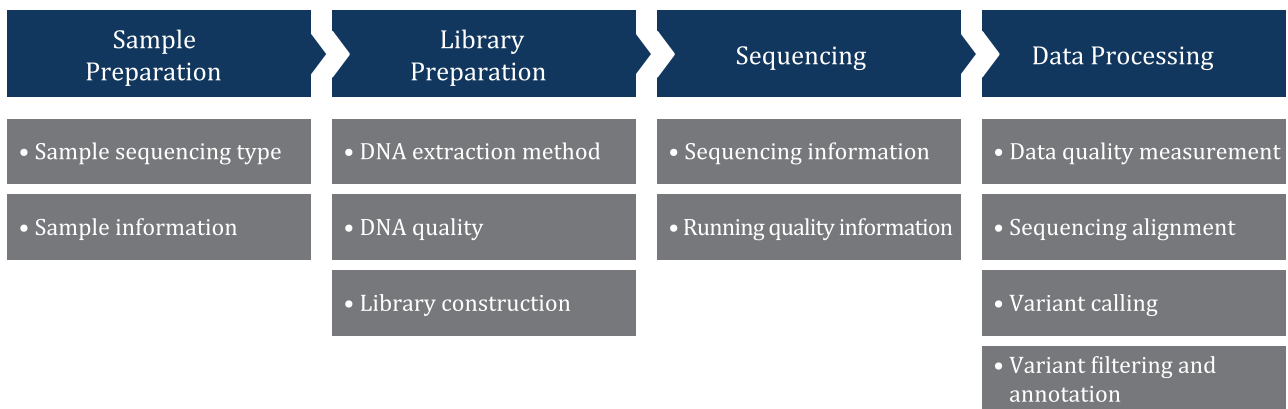 Sample
Preparation
Library
Preparation
Sequencing
Data Processing
• Sample sequencing type
• Sample information
• DNA extraction method
• DNA quality
• Library construction
• Sequencing information
• Running quality information
• Data quality measurement
• Sequencing alignment
• Variant calling
• Variant filtering and
annotation